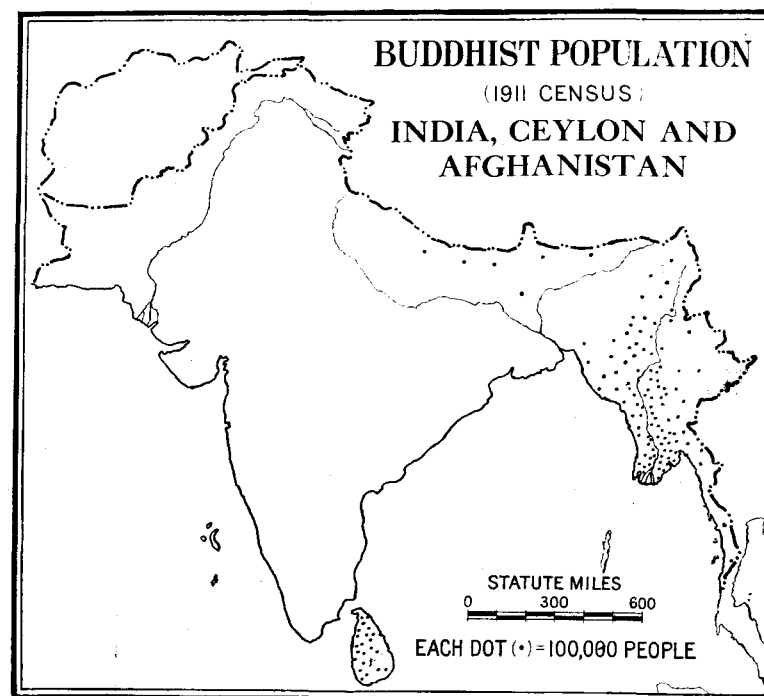 BUDDHIST POPULATION
(1911 CENSUS)
INDIA, CEYLON AND
AFGHANISTAN
STATUTE MILES
0 300 600
EACH DOT (•) = 100,000 PEOPLE